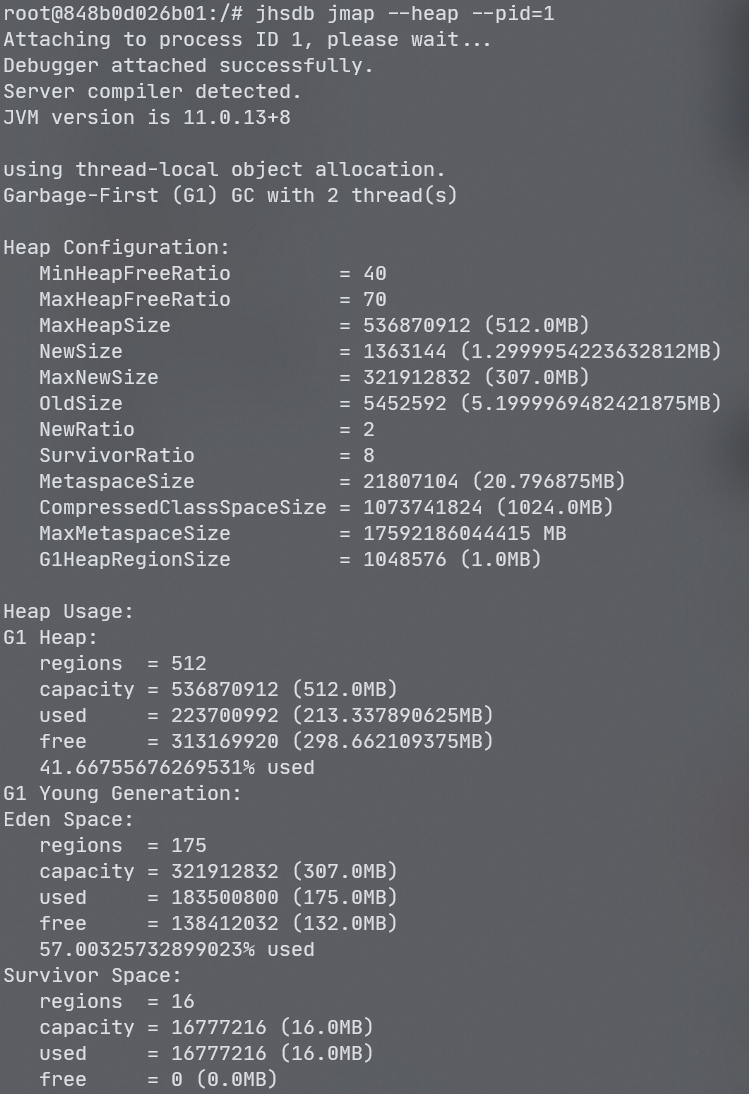 root@848b0d026b01:/# jhsdb jmap --heap --pid=1
Attaching to process ID 1, please wait...
Debugger attached successfully.
Server compiler detected.
JVM version is 11.0.13+8

using thread-local object allocation.
Garbage-First (G1) GC with 2 thread(s)

Heap Configuration:
   MinHeapFreeRatio         = 40
   MaxHeapFreeRatio         = 70
   MaxHeapSize              = 536870912 (512.0MB)
   NewSize                  = 1363144 (1.2999954223632812MB)
   MaxNewSize               = 321912832 (307.0MB)
   OldSize                  = 5452592 (5.1999969482421875MB)
   NewRatio                 = 2
   SurvivorRatio            = 8
   MetaspaceSize            = 21807104 (20.796875MB)
   CompressedClassSpaceSize = 1073741824 (1024.0MB)
   MaxMetaspaceSize         = 17592186044415 MB
   G1HeapRegionSize         = 1048576 (1.0MB)

Heap Usage:
G1 Heap:
   regions  = 512
   capacity = 536870912 (512.0MB)
   used     = 223700992 (213.337890625MB)
   free     = 313169920 (298.662109375MB)
   41.66755676269531% used
G1 Young Generation:
Eden Space:
   regions  = 175
   capacity = 321912832 (307.0MB)
   used     = 183500800 (175.0MB)
   free     = 138412032 (132.0MB)
   57.00325732899023% used
Survivor Space:
   regions  = 16
   capacity = 16777216 (16.0MB)
   used     = 16777216 (16.0MB)
   free     = 0 (0.0MB)